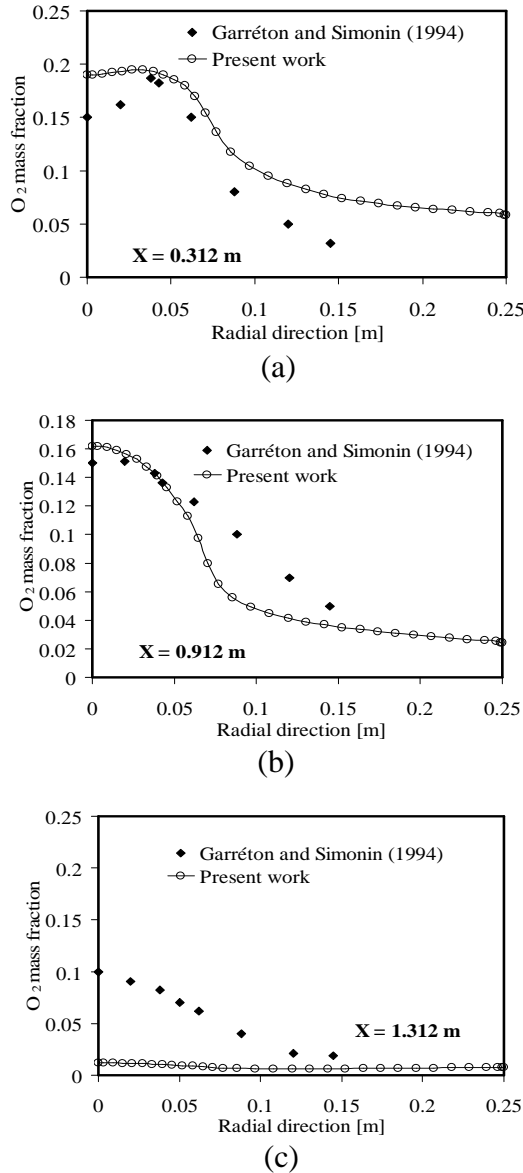 0.25
0.2
0.15
0.1
0.05
0
O2 mass fraction
Garréton and Simonin (1994)
Present work
X = 0.312 m
0 0.05 0.1 0.15 0.2 0.25
Radial direction [m]
(a)
0.18
0.16
0.14
0.12
0.1
0.08
0.06
0.04
0.02
0
O2 mass fraction
Garréton and Simonin (1994)
Present work
X = 0.912 m
0 0.05 0.1 0.15 0.2 0.25
Radial direction [m]
(b)
0.25
0.2
0.15
0.1
0.05
0
O2 mass fraction
Garréton and Simonin (1994)
Present work
X = 1.312 m
0 0.05 0.1 0.15 0.2 0.25
Radial direction [m]
(c)